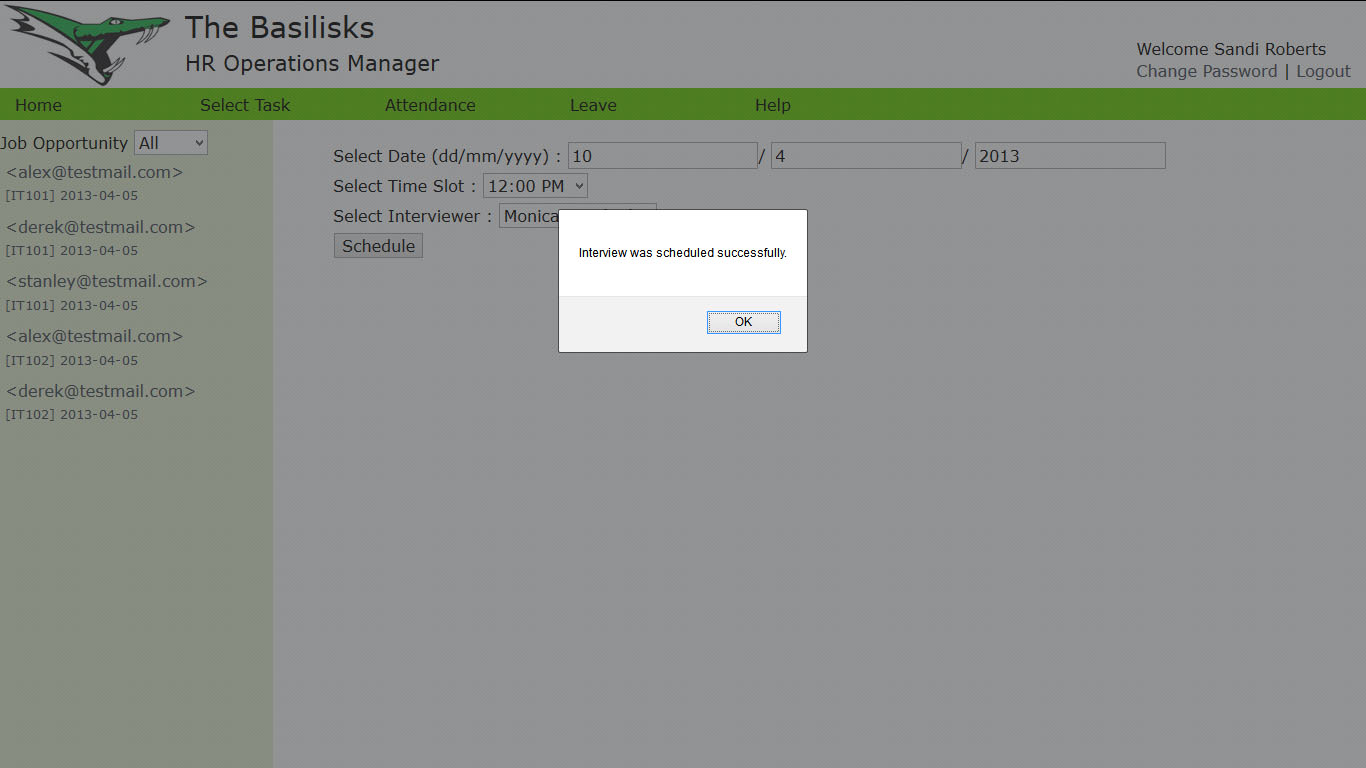 The Basilisks
HR Operations Manager
Welcome Sandi Roberts
Change Password | Logout
Home Select Task Attendance Leave Help
Job Opportunity All
<alex@testmail.com>
[IT101] 2013-04-05
<derek@testmail.com>
[IT101] 2013-04-05
<stanley@testmail.com>
[IT101] 2013-04-05
<alex@testmail.com>
[IT102] 2013-04-05
<derek@testmail.com>
[IT102] 2013-04-05
Select Date (dd/mm/yyyy) : 10 / 4 / 2013
Select Time Slot : 12:00 PM
Select Interviewer : Monica
Schedule
Interview was scheduled successfully.
OK